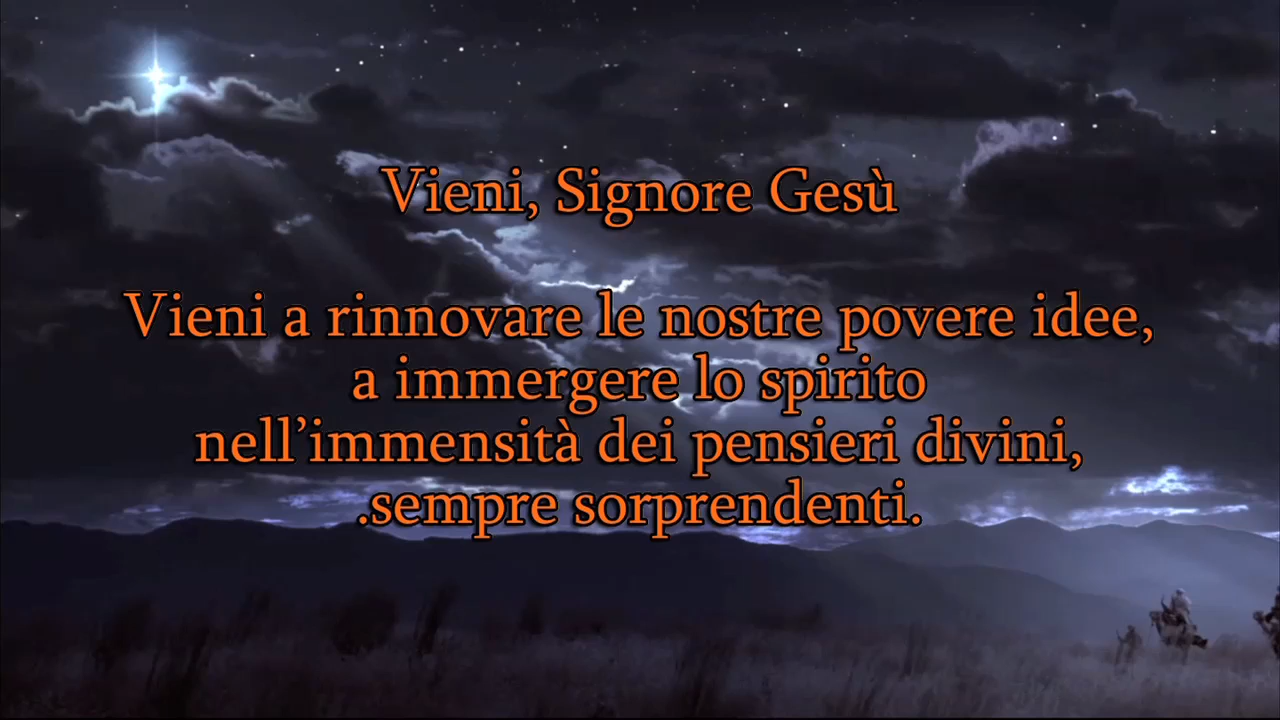 Vieni, Signore Gesù
Vieni a rinnovare le nostre povere idee,
a immergere lo spirito
nell’immensità dei pensieri divini,
.sempre sorprendenti.